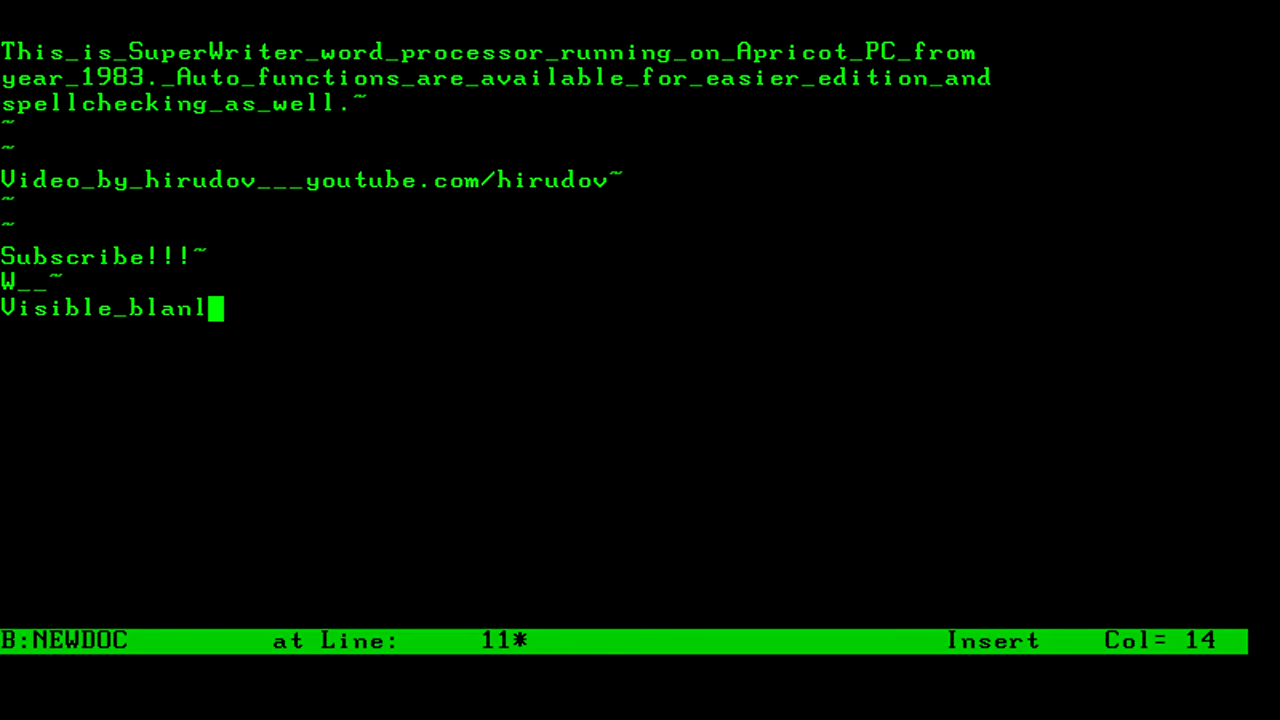 This_is_SuperWriter_word_processor_running_on_Apricot_PC_from
year_1983._Auto_functions_are_available_for_easier_edition_and
spellchecking_as_well.~
~
~
Video_by_hirudov___youtube.com/hirudov~
~
~
Subscribe!!!~
W__~
Visible_blanl
B:NEWDOC at Line: 11* Insert Col= 14